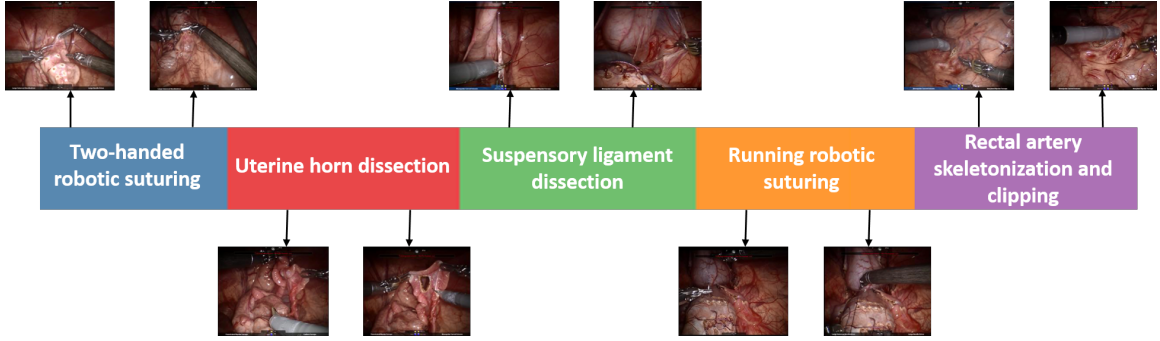 Two-handed
robotic suturing
Uterine horn dissection
Suspensory ligament
dissection
Running robotic
suturing
Rectal artery
skeletonization and
clipping